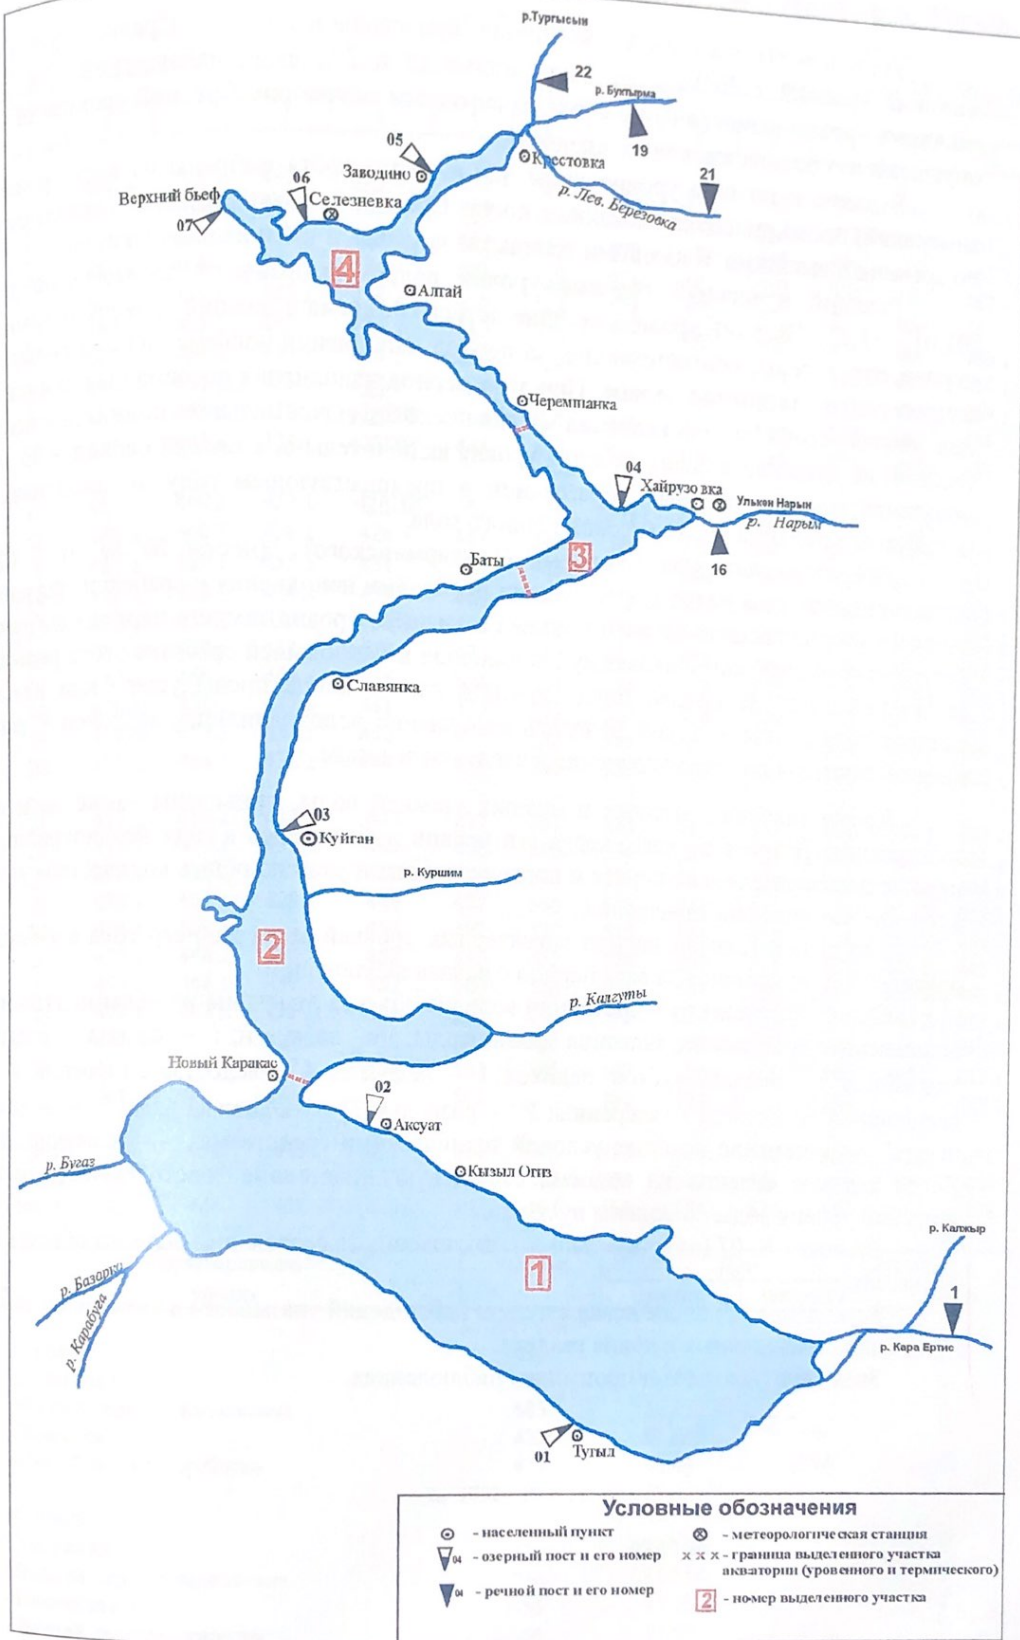 р.Тургысын
22
р. Буктырма
19
05
Заводино
Крестовка
21
р. Лев. Березовка
06
Верхний бьеф
Селезневка
07
4
Алтай
Черемшанка
04
Хайрузовка
Улькен Нарын
р. Нарым
16
3
Баты
Славянка
03
Куйган
р. Куршим
2
р. Калгуты
Новый Каракас
02
Аксуат
р. Бугаз
Кызыл Огиз
р. Базары
р. Карабуга
1
р. Калжыр
1
р. Кара Ертис
01
Тугыл
Условные обозначения
- населенный пункт
- метеорологическая станция
04 - озерный пост и его номер
х х х - граница выделенного участка
акватории (уровенного и термического)
04 - речной пост и его номер
2 - номер выделенного участка